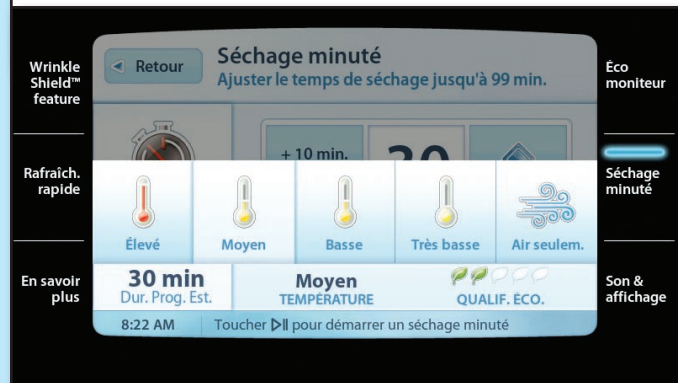 Wrinkle
Shield™
feature
Rafraîch.
rapide
En savoir
plus
Retour
Séchage minuté
Ajuster le temps de séchage jusqu'à 99 min.
+ 10 min.
30
Élevé
Moyen
Basse
Très basse
Air seulem.
30 min
Dur. Prog. Est.
Moyen
TEMPÉRATURE
QUALIF. ÉCO.
8:22 AM
Toucher pour démarrer un séchage minuté
Éco
moniteur
Séchage
minuté
Son &
affichage